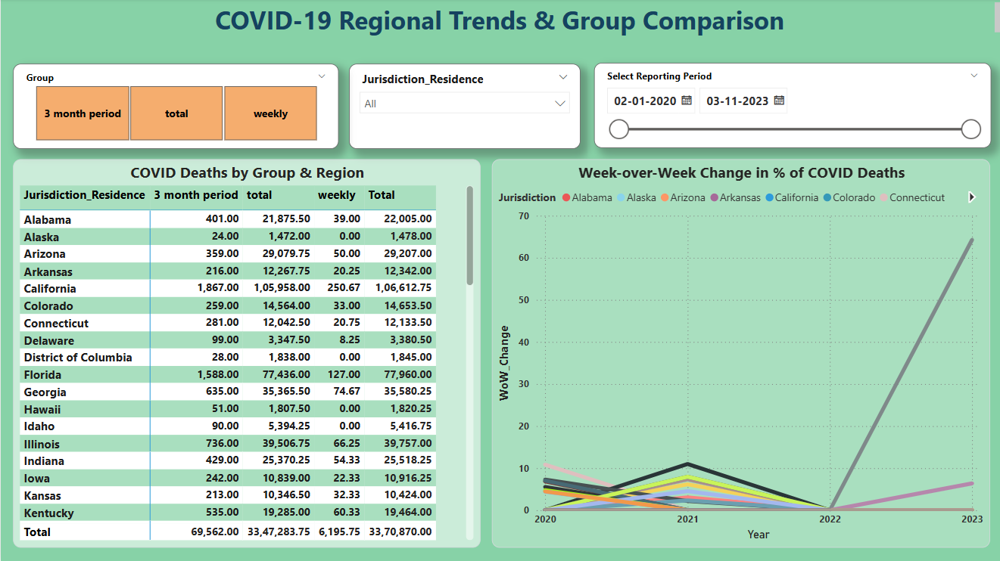 COVID-19 Regional Trends & Group Comparison
Group
3 month period total weekly
Jurisdiction_Residence
All
Select Reporting Period
02-01-2020 03-11-2023
COVID Deaths by Group & Region
Jurisdiction_Residence 3 month period total weekly Total
Alabama 401.00 21,875.50 39.00 22,005.00
Alaska 24.00 1,472.00 0.00 1,478.00
Arizona 359.00 29,079.75 50.00 29,207.00
Arkansas 216.00 12,267.75 20.25 12,342.00
California 1,867.00 1,05,958.00 250.67 1,06,612.75
Colorado 259.00 14,564.00 33.00 14,653.50
Connecticut 281.00 12,042.50 20.75 12,133.50
Delaware 99.00 3,347.50 8.25 3,380.50
District of Columbia 28.00 1,838.00 0.00 1,845.00
Florida 1,588.00 77,436.00 127.00 77,960.00
Georgia 635.00 35,365.50 74.67 35,580.25
Hawaii 51.00 1,807.50 0.00 1,820.25
Idaho 90.00 5,394.25 0.00 5,416.75
Illinois 736.00 39,506.75 66.25 39,757.00
Indiana 429.00 25,370.25 54.33 25,518.25
Iowa 242.00 10,839.00 22.33 10,916.25
Kansas 213.00 10,346.50 32.33 10,424.00
Kentucky 535.00 19,285.00 60.33 19,464.00
Total 69,562.00 33,47,283.75 6,195.75 33,70,870.00
Week-over-Week Change in % of COVID Deaths
Jurisdiction Alabama Alaska Arizona Arkansas California Colorado Connecticut
70
60
50
40
30
20
10
0
WoW_Change
2020 2021 2022 2023
Year